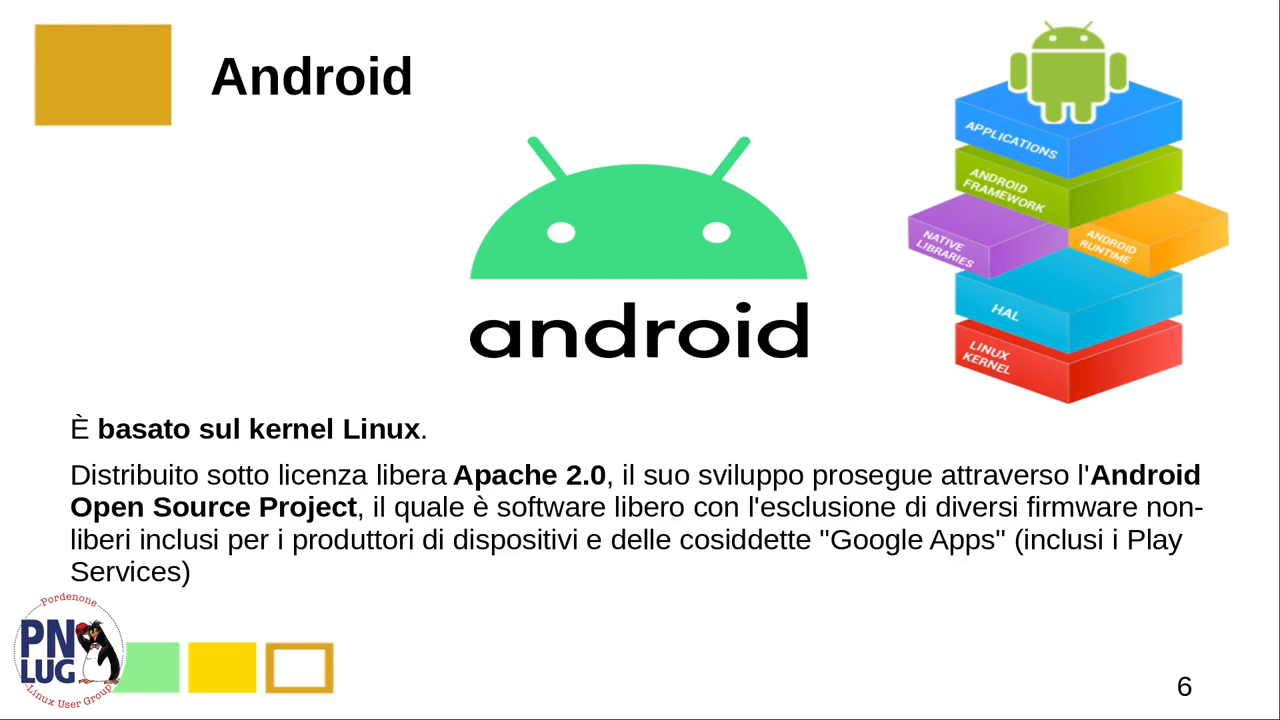 Android
APPLICATIONS
ANDROID
FRAMEWORK
NATIVE
LIBRARIES
ANDROID
RUNTIME
HAL
LINUX
KERNEL
android
È basato sul kernel Linux.
Distribuito sotto licenza libera Apache 2.0, il suo sviluppo prosegue attraverso l'Android
Open Source Project, il quale è software libero con l'esclusione di diversi firmware non-
liberi inclusi per i produttori di dispositivi e delle cosiddette "Google Apps" (inclusi i Play
Services)
Pordenone
PN
LUG
Linux User Group
6